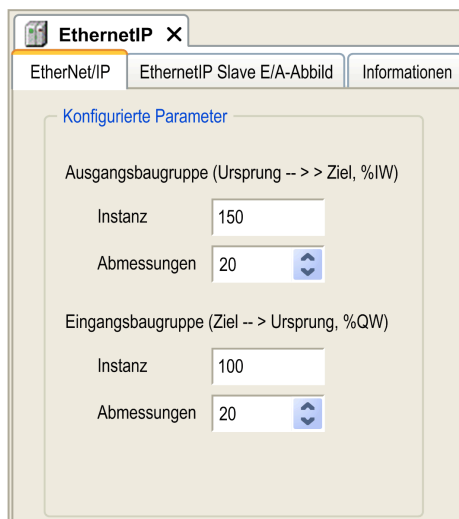 EthernetIP X
EtherNet/IP EthernetIP Slave E/A-Abbild Informationen
Konfigurierte Parameter
Ausgangsbaugruppe (Ursprung -- > > Ziel, %IW)
Instanz 150
Abmessungen 20
Eingangsbaugruppe (Ziel -- > Ursprung, %QW)
Instanz 100
Abmessungen 20